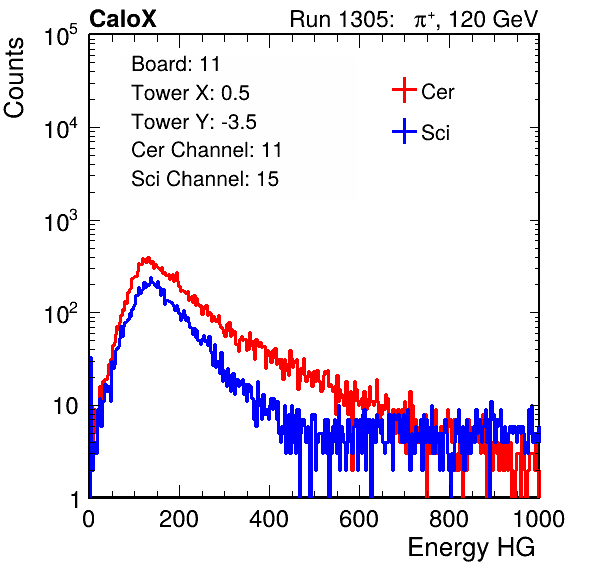 CaloX Run 1305: π⁺, 120 GeV
Board: 11
Tower X: 0.5
Tower Y: -3.5
Cer Channel: 11
Sci Channel: 15
Cer
Sci
Counts
10⁵
10⁴
10³
10²
10
1
0 200 400 600 800 1000
Energy HG